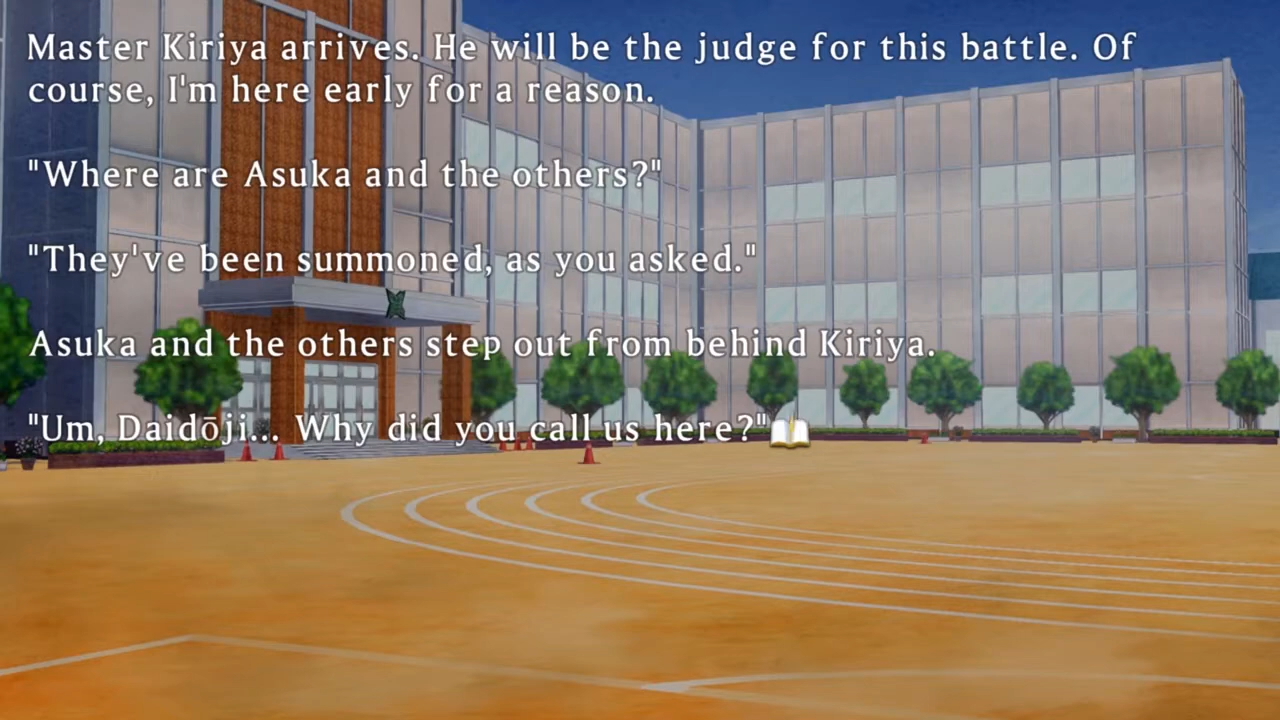 Master Kiriya arrives. He will be the judge for this battle. Of
course, I'm here early for a reason.
"Where are Asuka and the others?"
"They've been summoned, as you asked."
Asuka and the others step out from behind Kiriya.
"Um, Daidōji... Why did you call us here?"